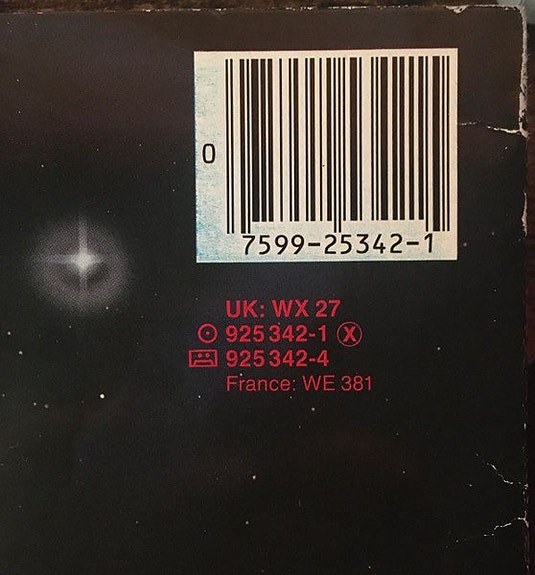 0
7599-25342-1
UK: WX 27
925 342-1 X
925 342-4
France: WE 381